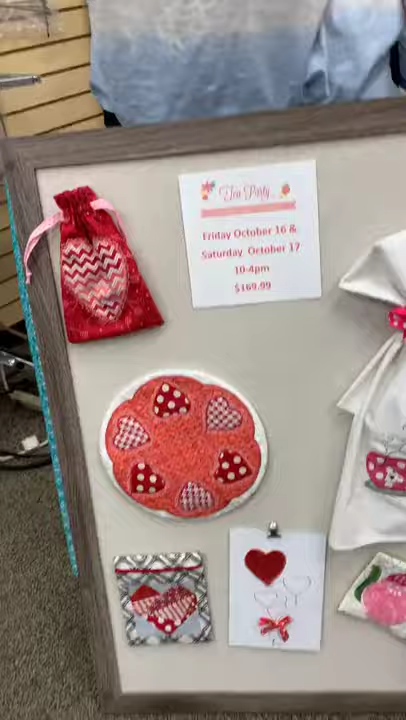 Tea Party
Friday October 16 &
Saturday October 17
10-4pm
$169.99